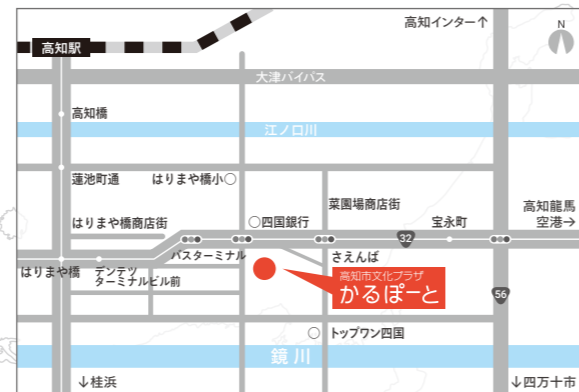 高知インター↑
N
高知駅
大津バイパス
高知橋
江ノ口川
蓮池町通
はりまや橋小○
菜園場商店街
高知龍馬
空港→
はりまや橋商店街
○四国銀行
宝永町
32
バスターミナル
さえんば
はりまや橋
デンテツ
ターミナルビル前
高知市文化プラザ
かるぽーと
56
○トップワン四国
鏡川
↓桂浜
↓四万十市